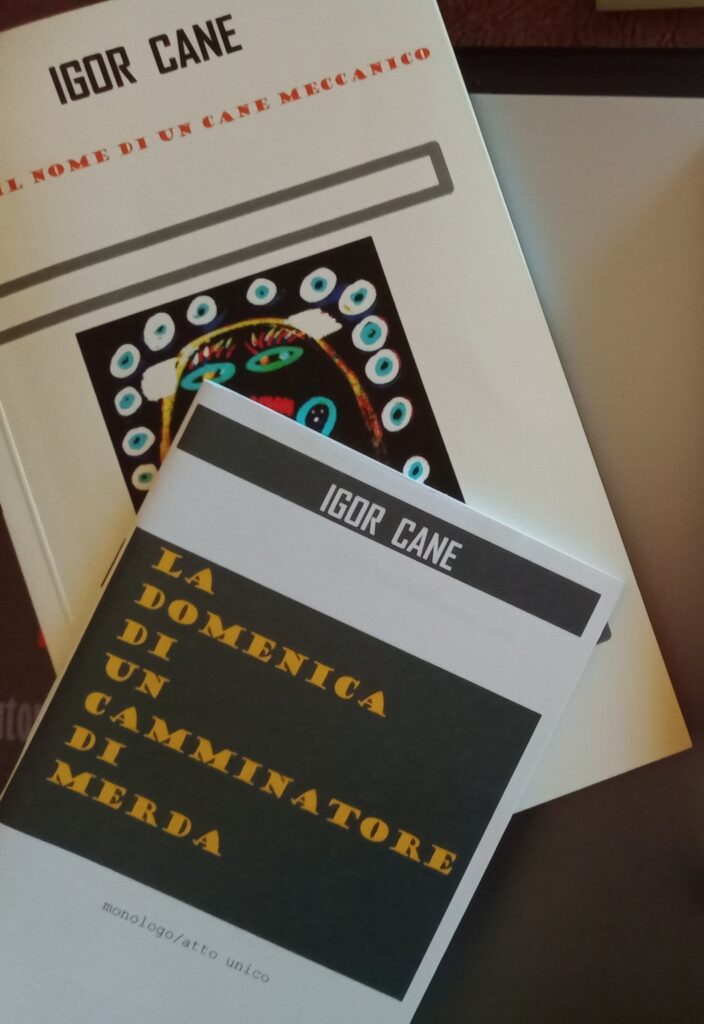 IGOR CANE
IL NOME DI UN CANE MECCANICO
IGOR CANE
LA
DOMENICA
DI
UN
CAMMINATORE
DI
MERDA
monologo/atto unico